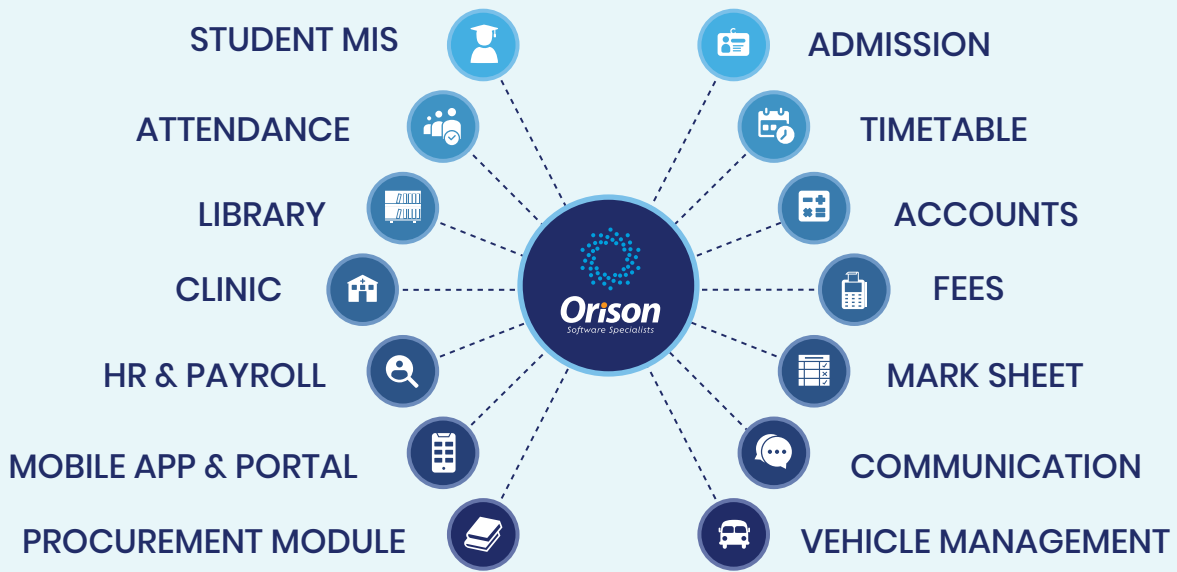 STUDENT MIS
ADMISSION
ATTENDANCE
TIMETABLE
LIBRARY
ACCOUNTS
CLINIC
FEES
Orison
Software Specialists
HR & PAYROLL
MARK SHEET
MOBILE APP & PORTAL
COMMUNICATION
PROCUREMENT MODULE
VEHICLE MANAGEMENT